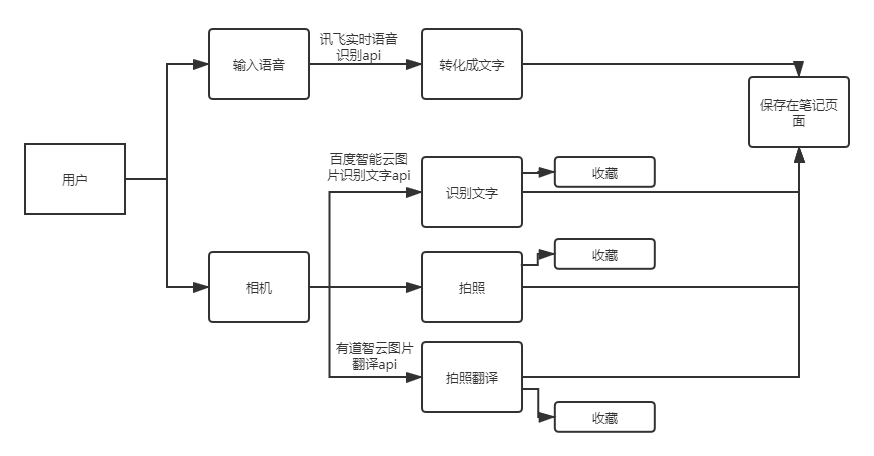 讯飞实时语音
识别api
输入语音
转化成文字
保存在笔记页
面
用户
百度智能云图
片识别文字api
识别文字
收藏
收藏
相机
拍照
有道智云图片
翻译api
拍照翻译
收藏